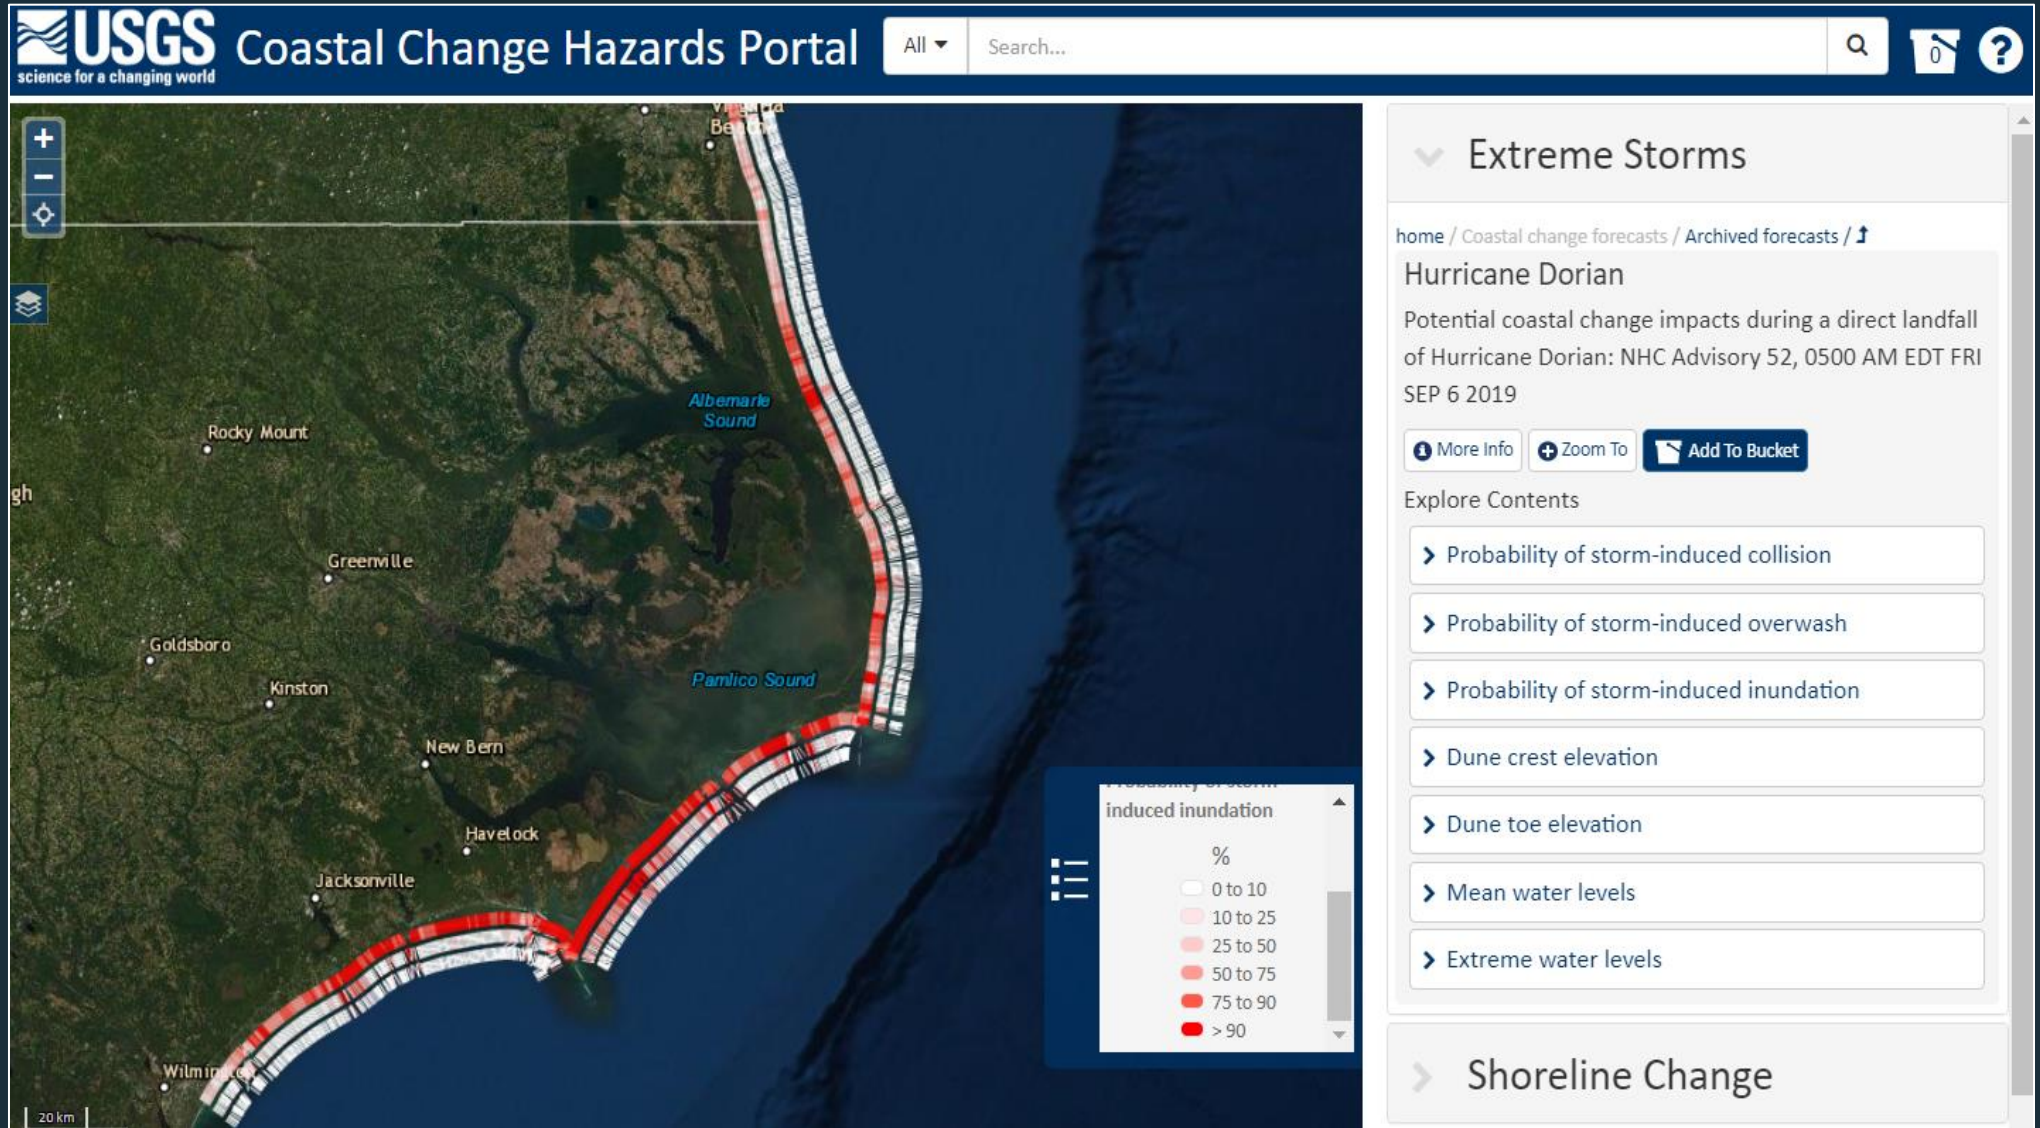 USGS
science for a changing world
Coastal Change Hazards Portal
All
Search...
0
?
Virginia
Beach
gh
Rocky Mount
Albemarle
Sound
Greenville
Goldsboro
Kinston
Pamlico Sound
New Bern
Havelock
Jacksonville
Wilmington
20 km
Probability of storm-
induced inundation
%
0 to 10
10 to 25
25 to 50
50 to 75
75 to 90
> 90
Extreme Storms
home / Coastal change forecasts / Archived forecasts /
Hurricane Dorian
Potential coastal change impacts during a direct landfall
of Hurricane Dorian: NHC Advisory 52, 0500 AM EDT FRI
SEP 6 2019
More Info
Zoom To
Add To Bucket
Explore Contents
Probability of storm-induced collision
Probability of storm-induced overwash
Probability of storm-induced inundation
Dune crest elevation
Dune toe elevation
Mean water levels
Extreme water levels
Shoreline Change